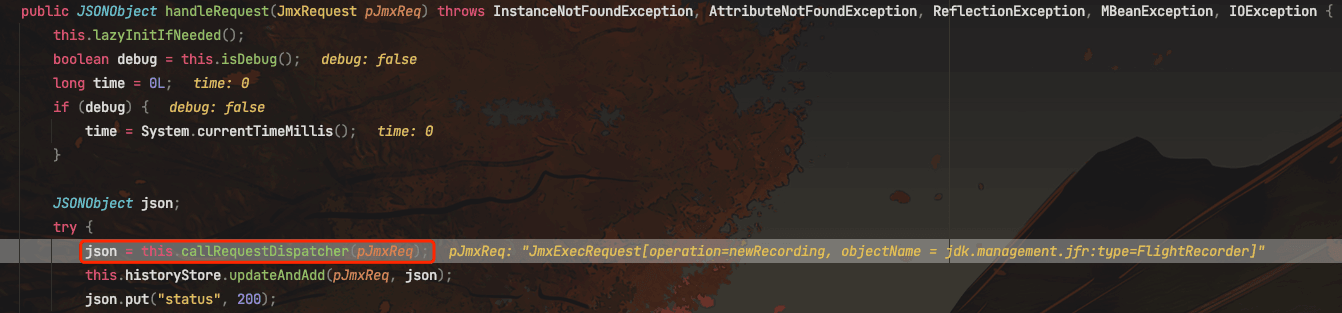 public JSONObject handleRequest(JmxRequest pJmxReq) throws InstanceNotFoundException, AttributeNotFoundException, ReflectionException, MBeanException, IOException {
this.lazyInitIfNeeded();
boolean debug = this.isDebug(); debug: false
long time = 0L; time: 0
if (debug) { debug: false
time = System.currentTimeMillis(); time: 0
}
JSONObject json;
try {
json = this.callRequestDispatcher(pJmxReq); pJmxReq: "JmxExecRequest[operation=newRecording, objectName = jdk.management.jfr:type=FlightRecorder]"
this.historyStore.updateAndAdd(pJmxReq, json);
json.put("status", 200);